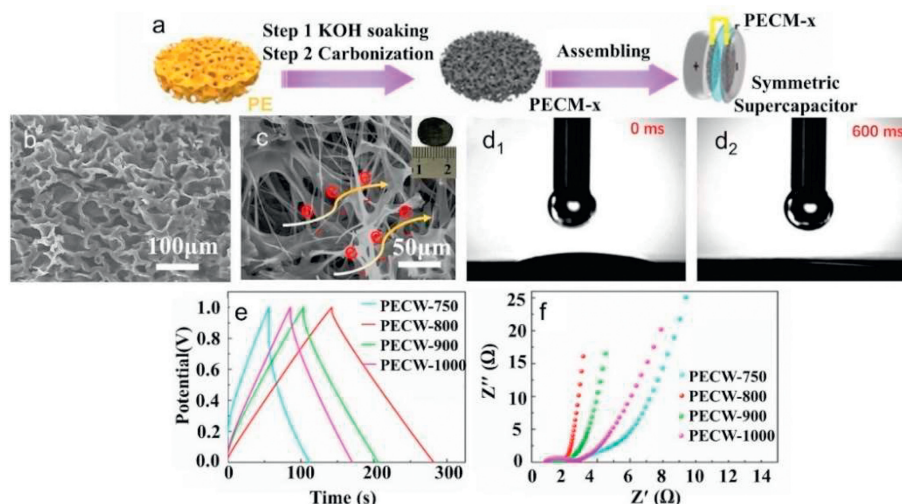 a
Step 1 KOH soaking
Step 2 Carbonization
PE
PECM-x
Assembling
PECM-x
+
Symmetric
Supercapacitor
b
100μm
c
1 2
50μm
d1
0 ms
d2
600 ms
e
PECW-750
PECW-800
PECW-900
PECW-1000
Potential(V)
1.0
0.8
0.6
0.4
0.2
0.0
0 100 200 300
Time (s)
f
PECW-750
PECW-800
PECW-900
PECW-1000
Z″ (Ω)
25
20
15
10
5
0
0 2 4 6 8 10 12 14
Z′ (Ω)